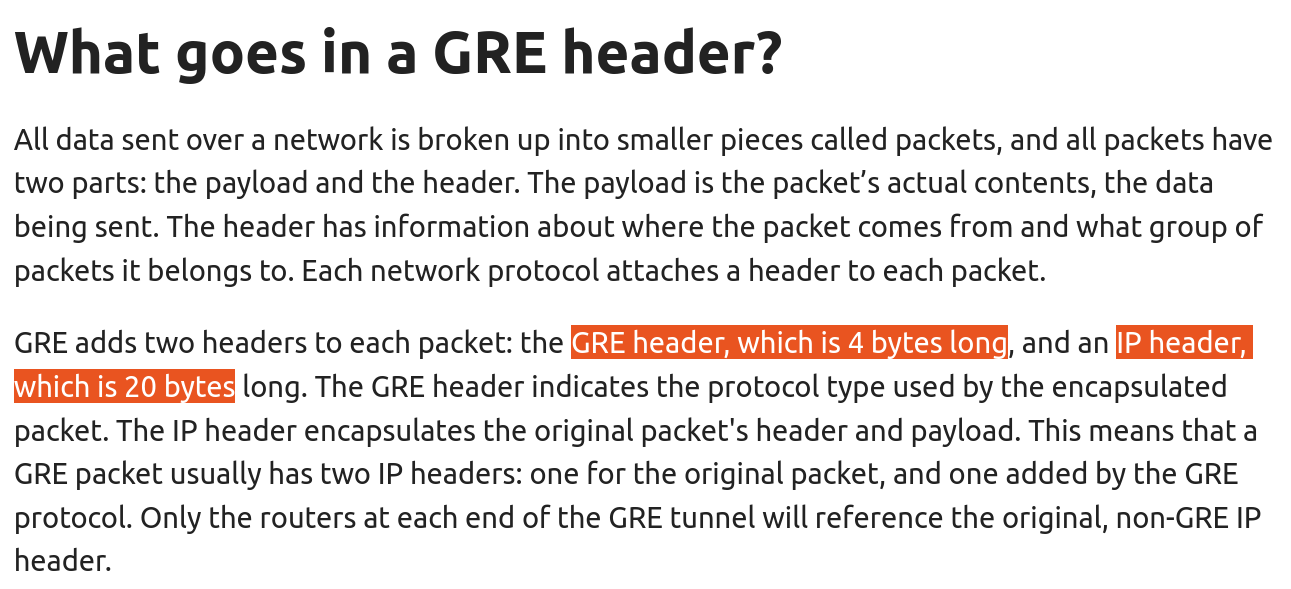 What goes in a GRE header?
All data sent over a network is broken up into smaller pieces called packets, and all packets have
two parts: the payload and the header. The payload is the packet’s actual contents, the data
being sent. The header has information about where the packet comes from and what group of
packets it belongs to. Each network protocol attaches a header to each packet.
GRE adds two headers to each packet: the GRE header, which is 4 bytes long, and an IP header,
which is 20 bytes long. The GRE header indicates the protocol type used by the encapsulated
packet. The IP header encapsulates the original packet's header and payload. This means that a
GRE packet usually has two IP headers: one for the original packet, and one added by the GRE
protocol. Only the routers at each end of the GRE tunnel will reference the original, non-GRE IP
header.